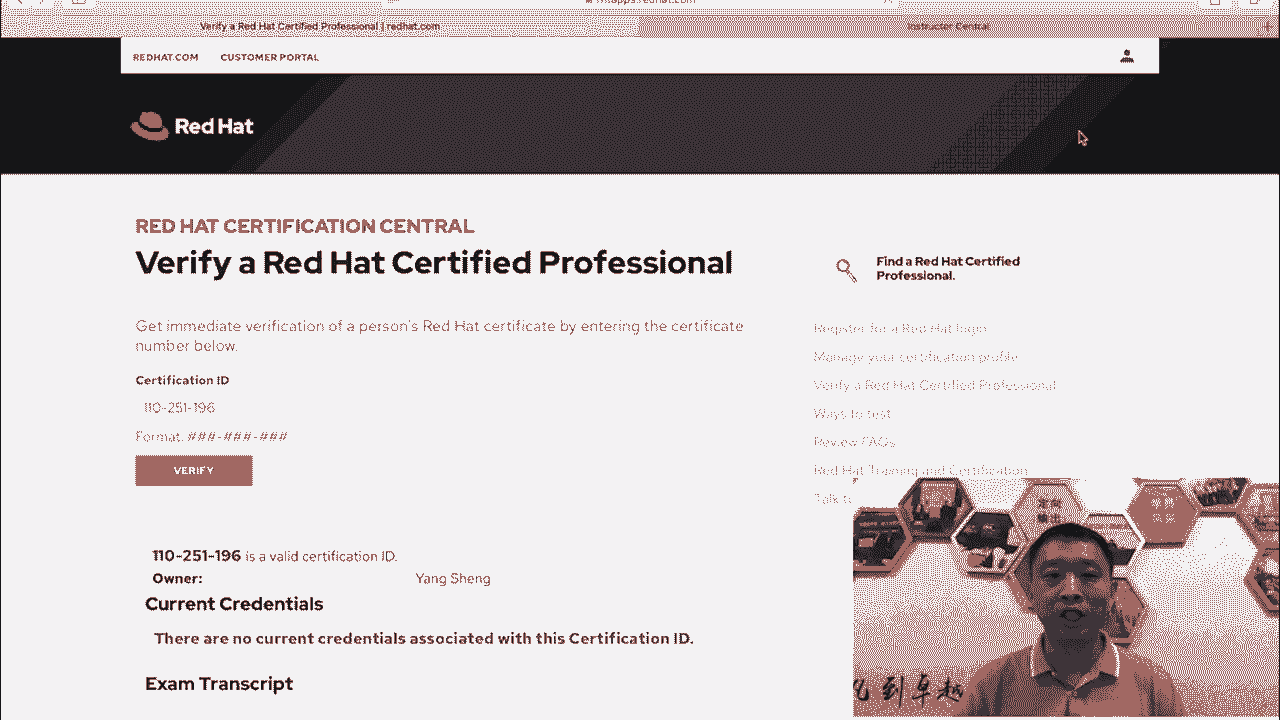 Verify a Red Hat Certified Professional | redhat.com
REDHAT.COM CUSTOMER PORTAL
Red Hat
RED HAT CERTIFICATION CENTRAL
Verify a Red Hat Certified Professional
Find a Red Hat Certified
Professional.
Get immediate verification of a person's Red Hat certificate by entering the certificate
number below.
Certification ID
110-251-196
Format: ###-###-###
VERIFY
Register for a Red Hat login
Manage your certification profile
Verify a Red Hat Certified Professional
Ways to test
Review FAQs
Red Hat Training and Certification
110-251-196 is a valid certification ID.
Owner: Yang Sheng
Current Credentials
There are no current credentials associated with this Certification ID.
Exam Transcript
到卓越